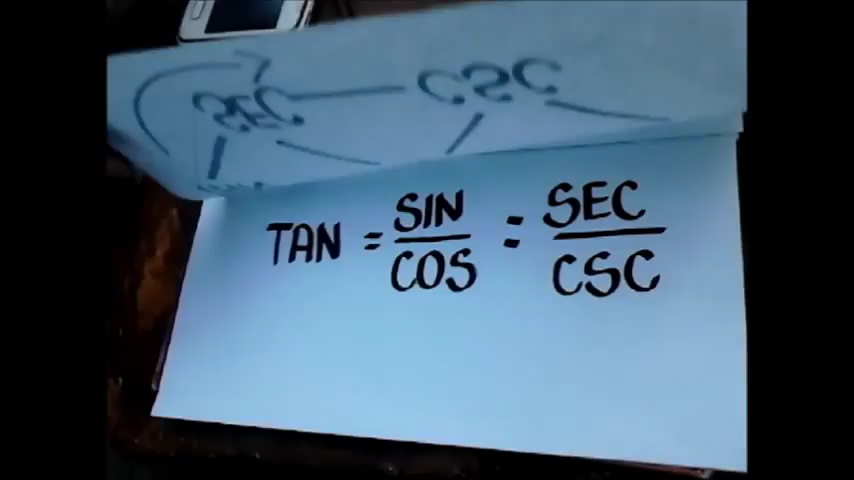 SEC CSC
TAN = SIN/COS = SEC/CSC